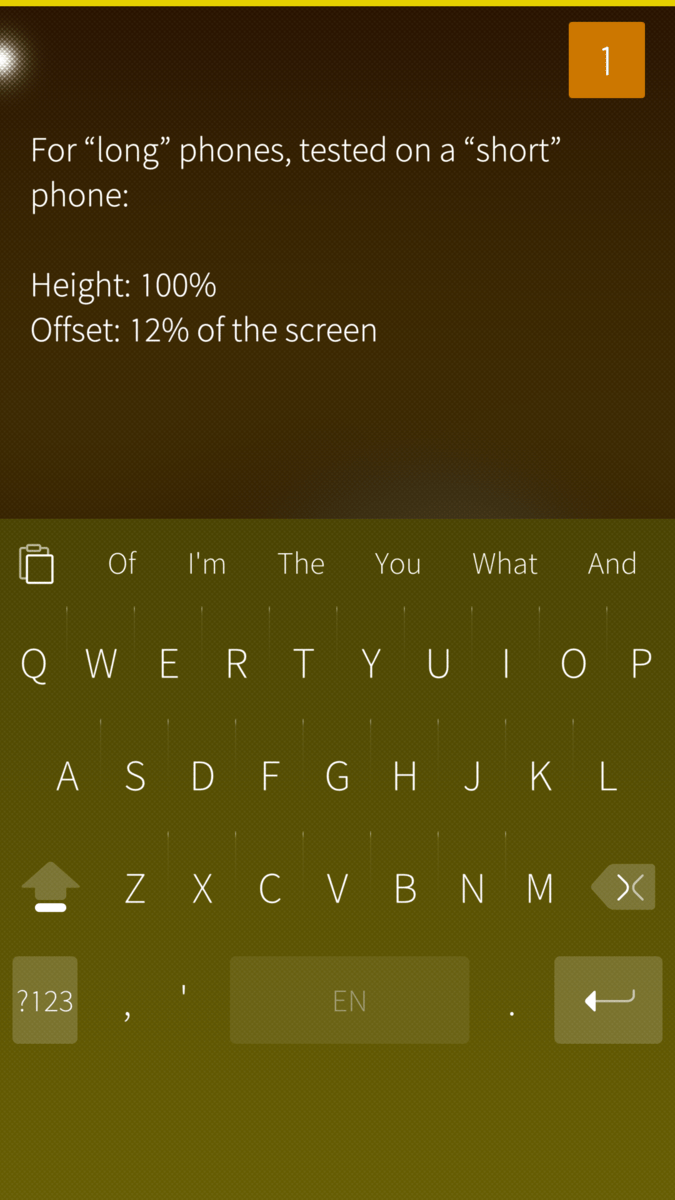 1
For “long” phones, tested on a “short”
phone:
Height: 100%
Offset: 12% of the screen
Of I'm The You What And
Q W E R T Y U I O P
A S D F G H J K L
Z X C V B N M
?123 , ' EN .